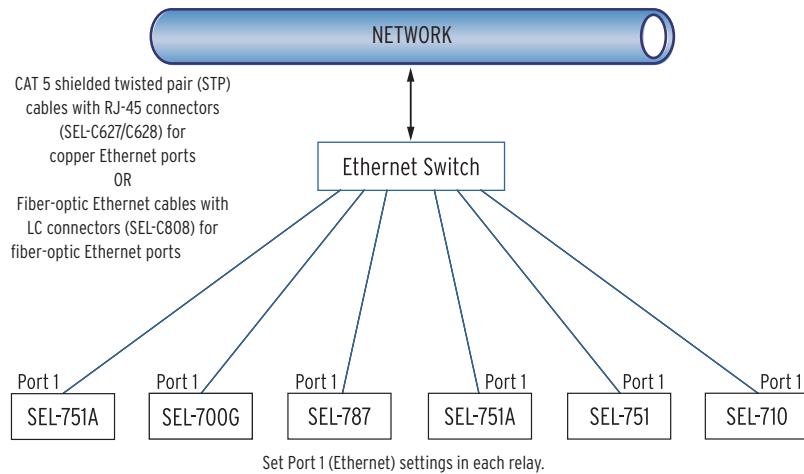 NETWORK
CAT 5 shielded twisted pair (STP)
cables with RJ-45 connectors
(SEL-C627/C628) for
copper Ethernet ports
OR
Fiber-optic Ethernet cables with
LC connectors (SEL-C808) for
fiber-optic Ethernet ports
Ethernet Switch
Port 1
SEL-751A
Port 1
SEL-700G
Port 1
SEL-787
Port 1
SEL-751A
Port 1
SEL-751
Port 1
SEL-710
Set Port 1 (Ethernet) settings in each relay.